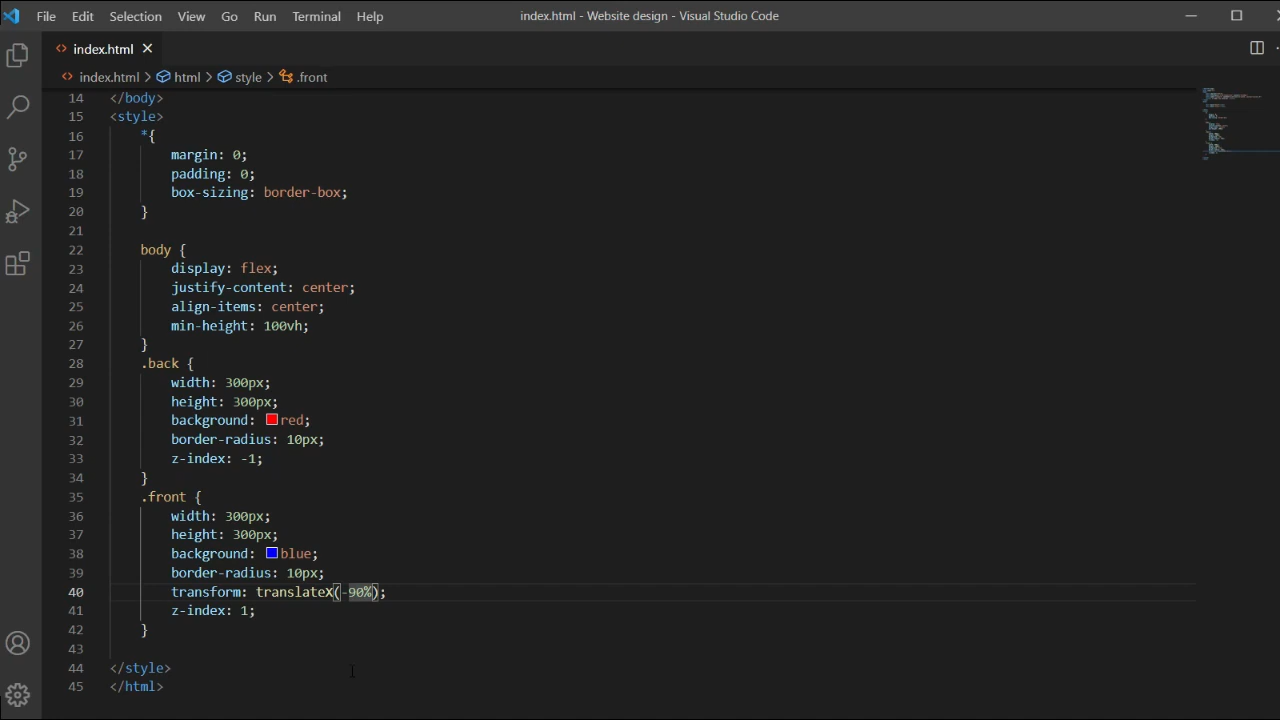 File Edit Selection View Go Run Terminal Help index.html - Website design - Visual Studio Code
index.html
index.html > html > style > .front
14 </body>
15 <style>
16 *{
17 margin: 0;
18 padding: 0;
19 box-sizing: border-box;
20 }
21
22 body {
23 display: flex;
24 justify-content: center;
25 align-items: center;
26 min-height: 100vh;
27 }
28 .back {
29 width: 300px;
30 height: 300px;
31 background: red;
32 border-radius: 10px;
33 z-index: -1;
34 }
35 .front {
36 width: 300px;
37 height: 300px;
38 background: blue;
39 border-radius: 10px;
40 transform: translateX(-90%);
41 z-index: 1;
42 }
43
44 </style>
45 </html>